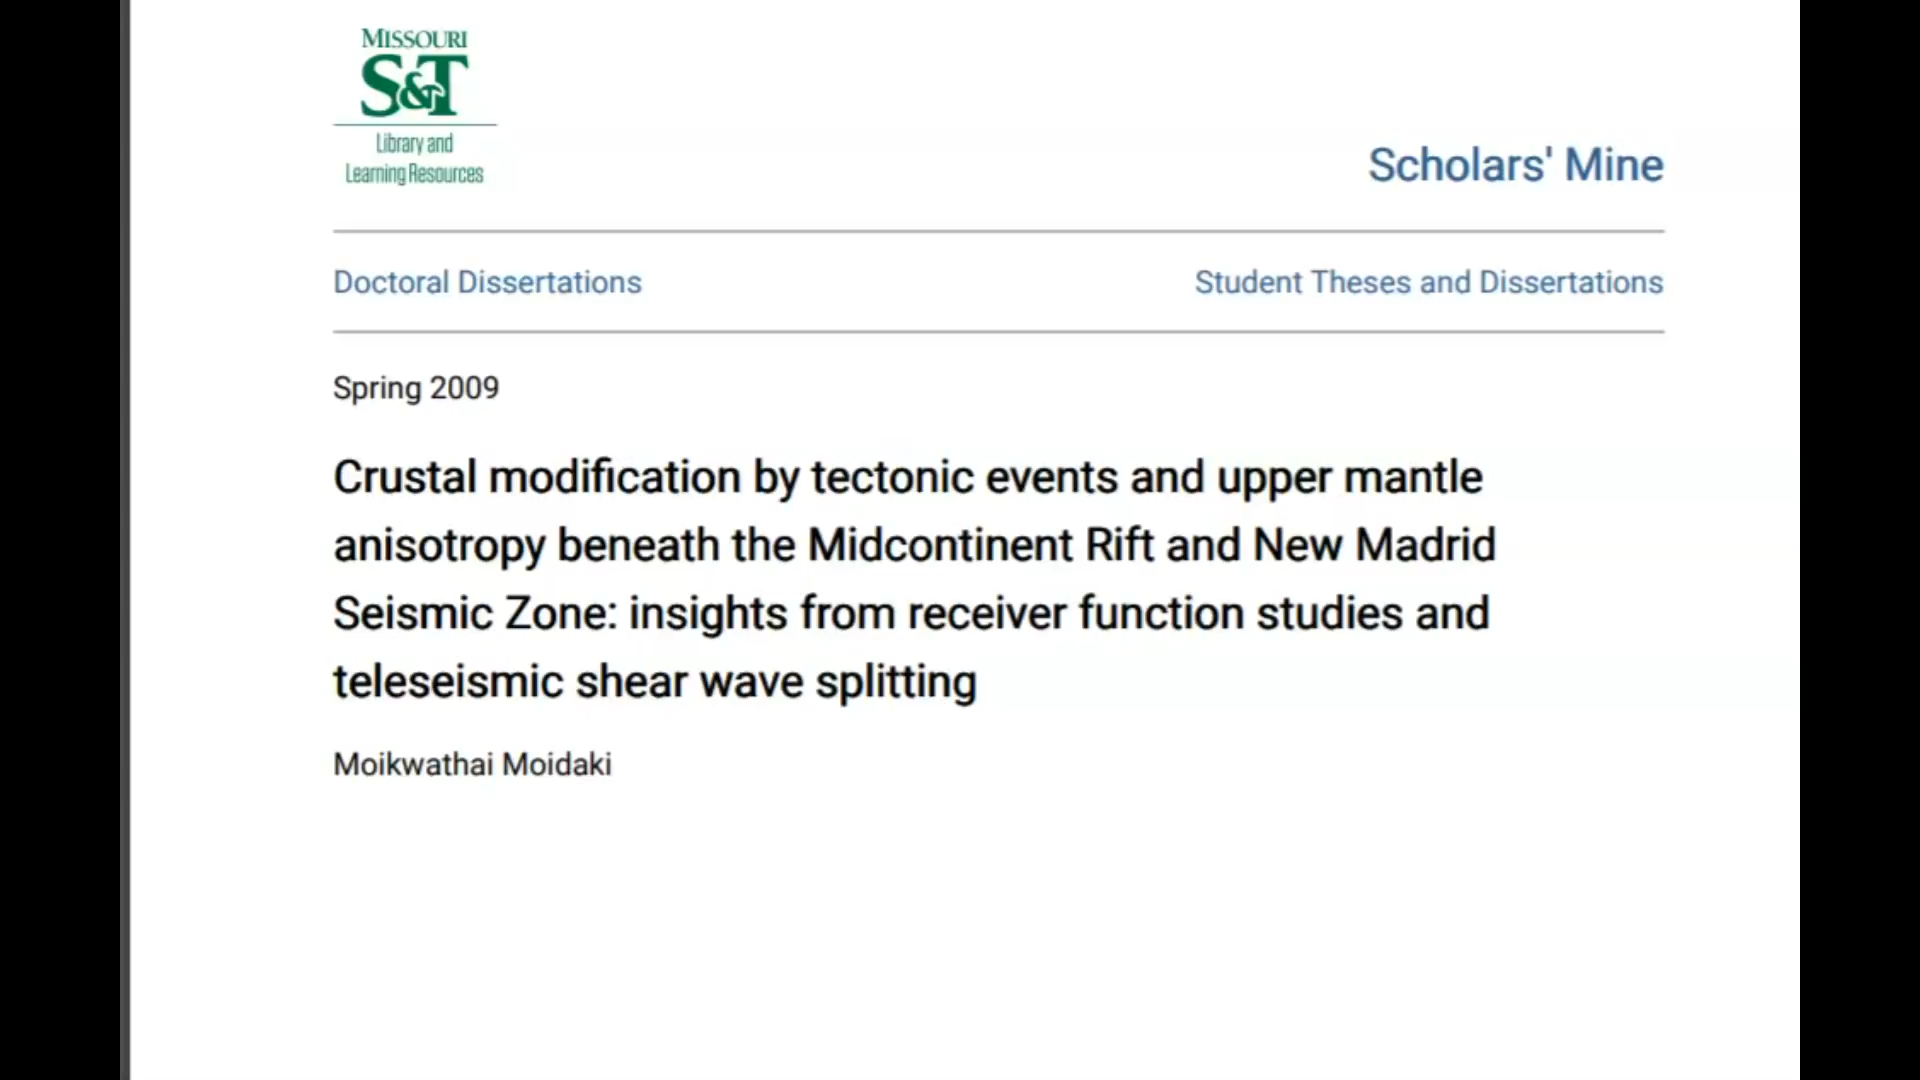 MISSOURI
S&T
Library and
Learning Resources
Scholars' Mine
Doctoral Dissertations
Student Theses and Dissertations
Spring 2009
Crustal modification by tectonic events and upper mantle
anisotropy beneath the Midcontinent Rift and New Madrid
Seismic Zone: insights from receiver function studies and
teleseismic shear wave splitting
Moikwathai Moidaki